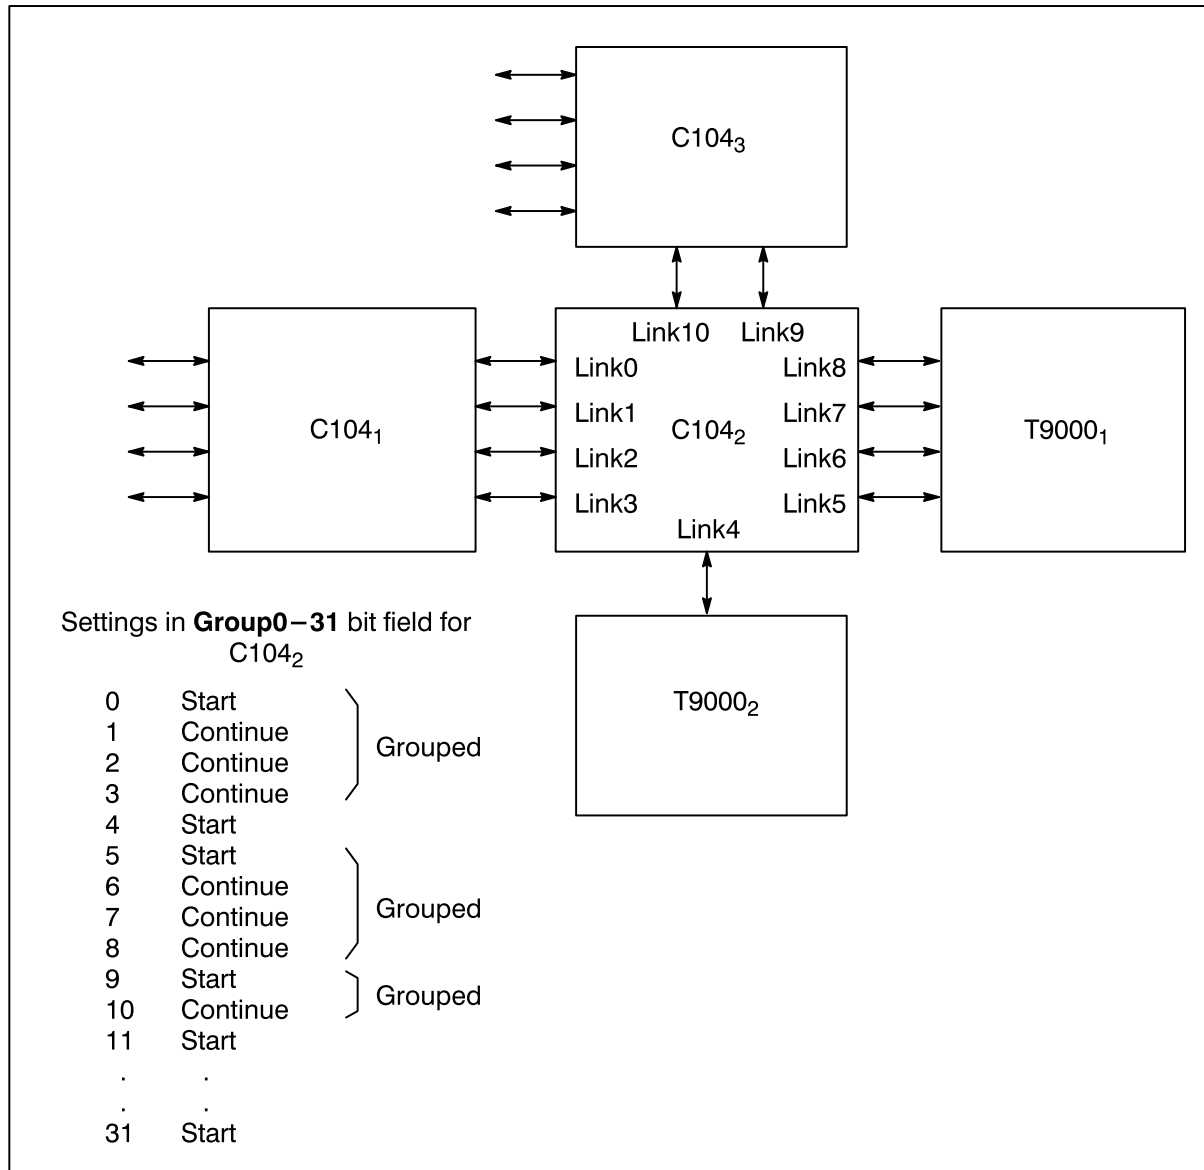 C104₃
Link10 Link9
Link0 Link8
Link1 Link7
C104₁ C104₂ T9000₁
Link2 Link6
Link3 Link5
Link4
Settings in Group0–31 bit field for
C104₂
T9000₂
0 Start
1 Continue
Grouped
2 Continue
3 Continue
4 Start
5 Start
6 Continue
Grouped
7 Continue
8 Continue
9 Start
Grouped
10 Continue
11 Start
. .
. .
31 Start